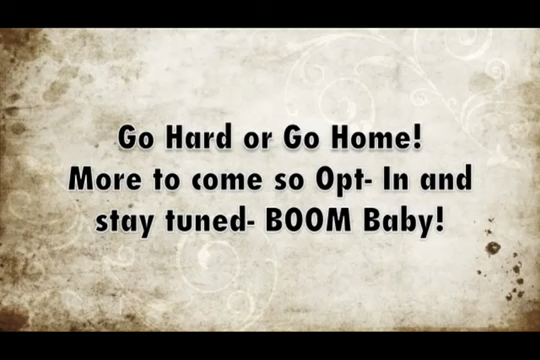 Go Hard or Go Home!
More to come so Opt- In and
stay tuned- BOOM Baby!